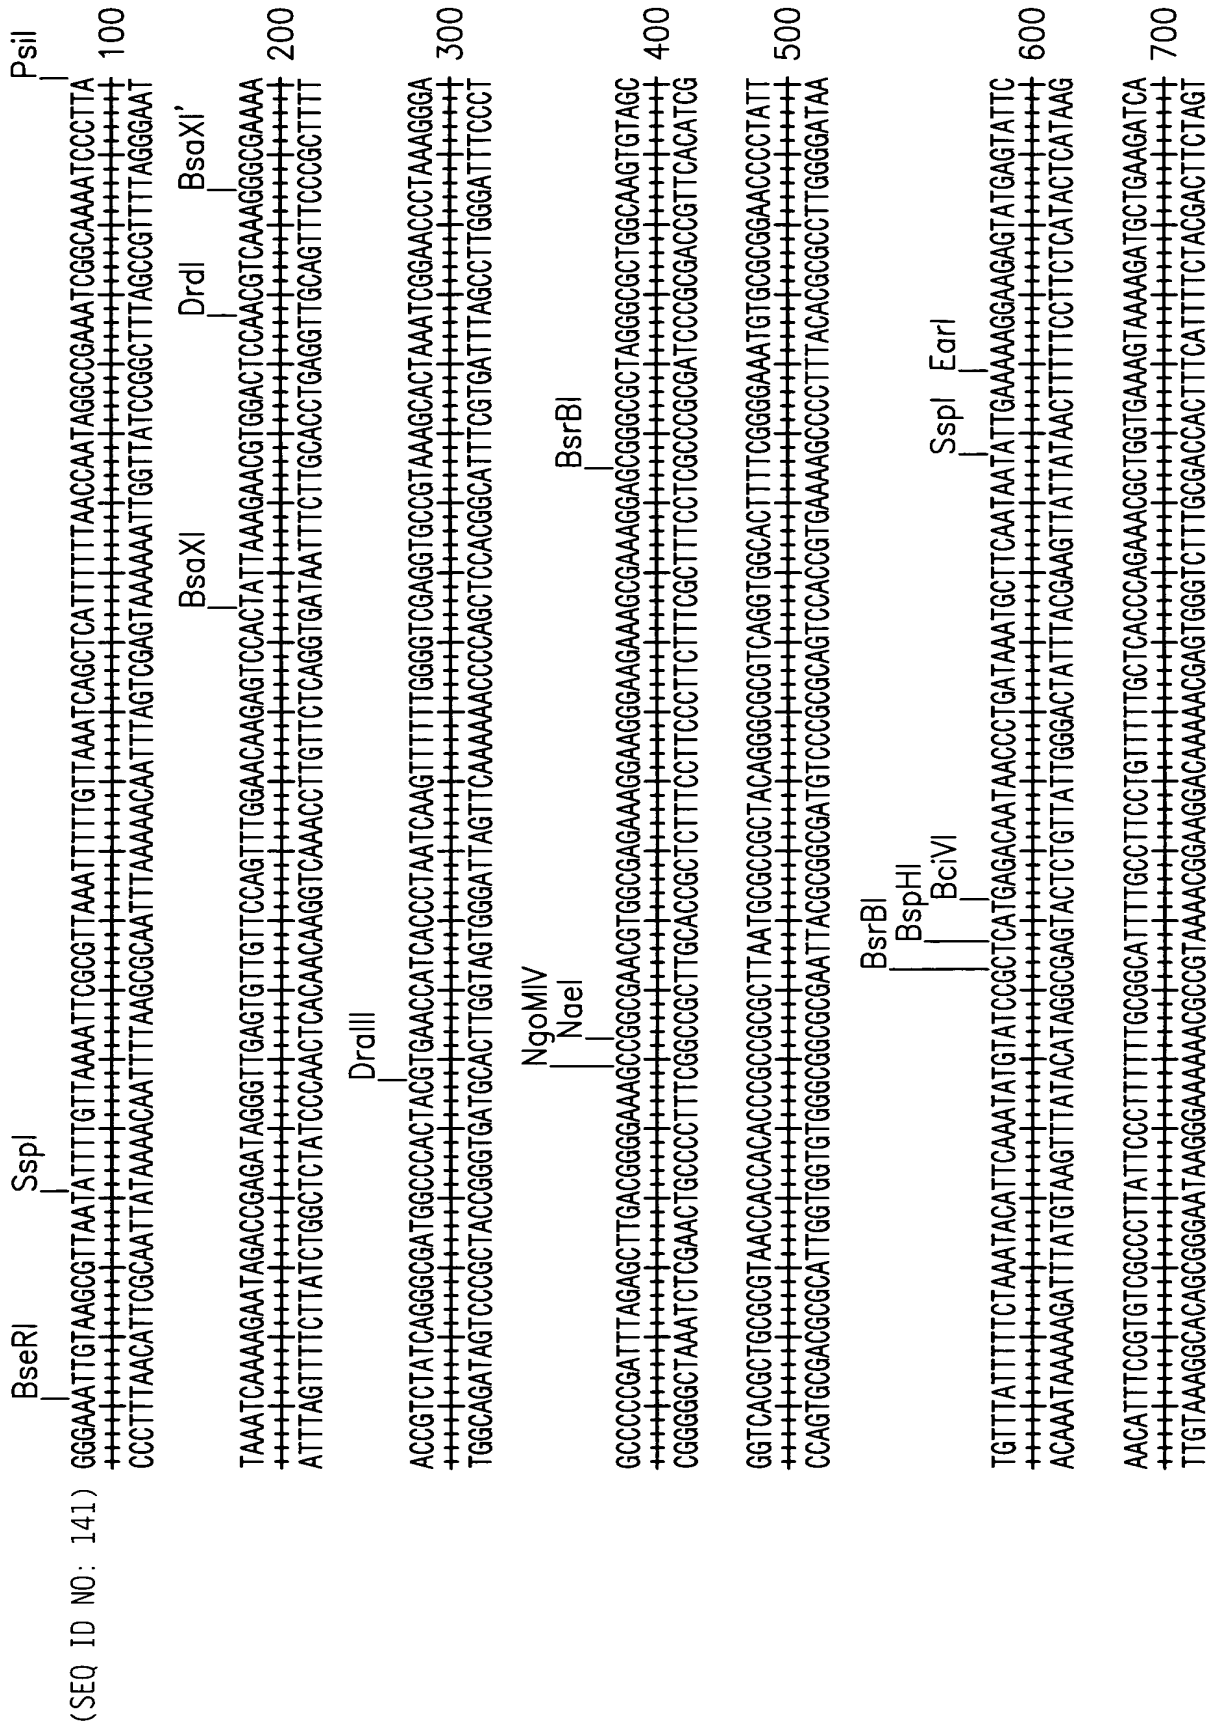 BseRI SspI PsiI
(SEQ ID NO: 141) GGGAAATTGTAAGCGTTAATATTTTGTTAAAATTCGCGTTAAATTTTTGTTAAATCAGCTCATTTTTTAACCAATAGGCCGAAATCGGCAAAATCCCTTA
100
CCCTTTAACATTCGCAATTATAAAACAATTTTAAGCGCAATTTAAAAACAATTTAGTCGAGTAAAAAATTGGTTATCCGGCTTTAGCCGTTTTAGGGAAT
BsaXI DrdI BsaXI'
TAAATCAAAAGAATAGACCGAGATAGGGTTGAGTGTTGTTCCAGTTTGGAACAAGAGTCCACTATTAAAGAACGTGGACTCCAACGTCAAAGGGCGAAAA
200
ATTTAGTTTTCTTATCTGGCTCTATCCCAACTCACAACAAGGTCAAACCTTGTTCTCAGGTGATAATTTCTTGCACCTGAGGTTGCAGTTTCCCGCTTTT
DraIII
ACCGTCTATCAGGGCGATGGCCCACTACGTGAACCATCACCCTAATCAAGTTTTTTGGGGTCGAGGTGCCGTAAAGCACTAAATCGGAACCCTAAAGGGA
300
TGGCAGATAGTCCCGCTACCGGGTGATGCACTTGGTAGTGGGATTAGTTCAAAAAACCCCAGCTCCACGGCATTTCGTGATTTAGCCTTGGGATTTCCCT
NgoMIV
NaeI BsrBI
GCCCCCGATTTAGAGCTTGACGGGGAAAGCCGGCGAACGTGGCGAGAAAGGAAGGGAAGAAAGCGAAAGGAGCGGGCGCTAGGGCGCTGGCAAGTGTAGC
400
CGGGGGCTAAATCTCGAACTGCCCCTTTCGGCCGCTTGCACCGCTCTTTCCTTCCCTTCTTTCGCTTTCCTCGCCCGCGATCCCGCGACCGTTCACATCG
GGTCACGCTGCGCGTAACCACCACACCCGCCGCGCTTAATGCGCCGCTACAGGGCGCGTCAGGTGGCACTTTTCGGGGAAATGTGCGCGGAACCCCTATT
500
CCAGTGCGACGCGCATTGGTGGTGTGGGCGGCGCGAATTACGCGGCGATGTCCCGCGCAGTCCACCGTGAAAAGCCCCTTTACACGCGCCTTGGGGATAA
BsrBI
BspHI
BciVI SspI EarI
TGTTTATTTTTCTAAATACATTCAAATATGTATCCGCTCATGAGACAATAACCCTGATAAATGCTTCAATAATATTGAAAAAGGAAGAGTATGAGTATTC
600
ACAAATAAAAAGATTTATGTAAGTTTATACATAGGCGAGTACTCTGTTATTGGGACTATTTACGAAGTTATTATAACTTTTTCCTTCTCATACTCATAAG
AACATTTCCGTGTCGCCCTTATTCCCTTTTTTGCGGCATTTTGCCTTCCTGTTTTTGCTCACCCAGAAACGCTGGTGAAAGTAAAAGATGCTGAAGATCA
700
TTGTAAAGGCACAGCGGGAATAAGGGAAAAAACGCCGTAAAACGGAAGGACAAAAACGAGTGGGTCTTTGCGACCACTTTCATTTTCTACGACTTCTAGT